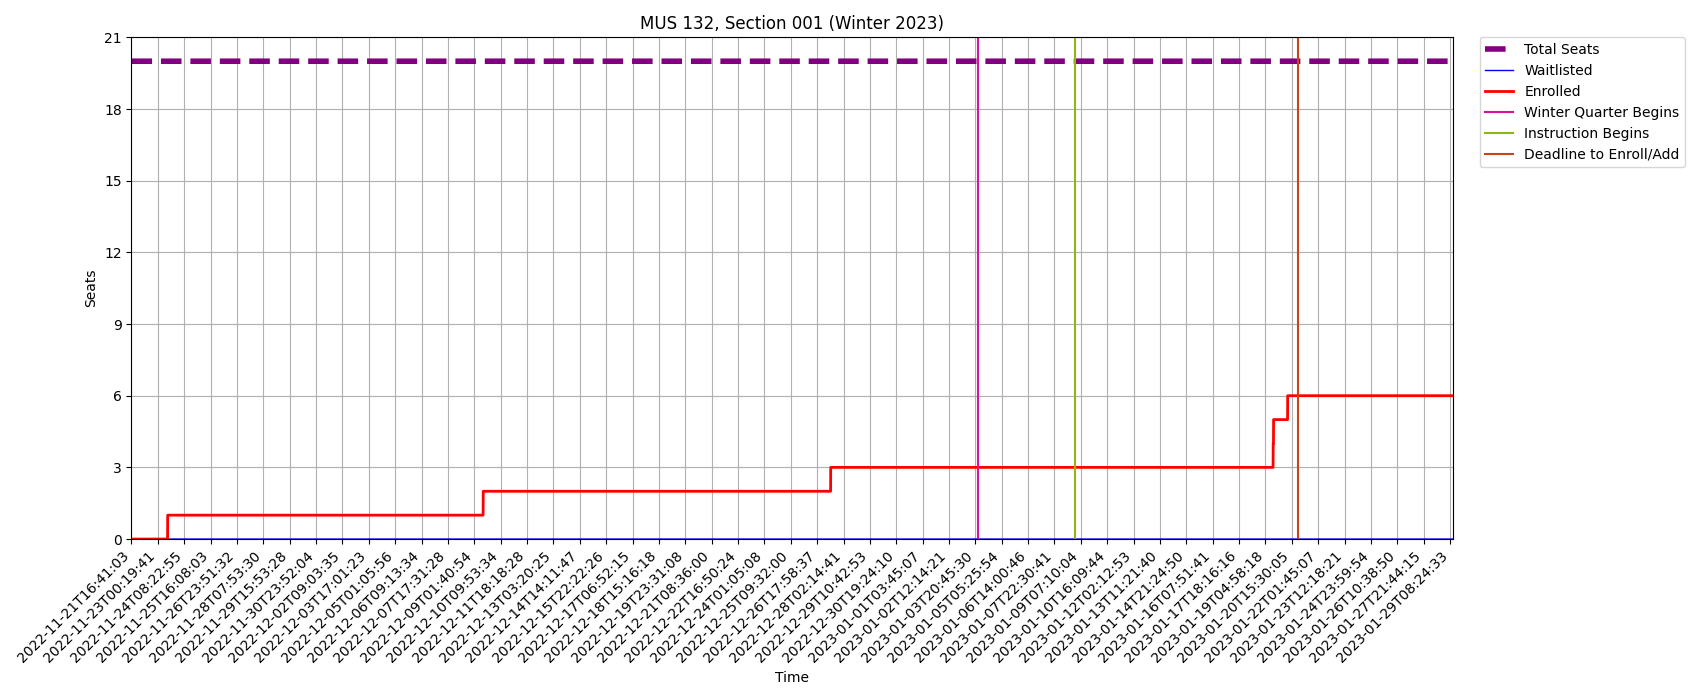 MUS 132, Section 001 (Winter 2023)
21
18
15
12
9
6
3
0
Seats
2022-11-21T16:41:03
2022-11-23T00:19:41
2022-11-24T08:22:55
2022-11-25T16:08:03
2022-11-26T23:51:32
2022-11-28T07:53:30
2022-11-29T15:53:28
2022-11-30T23:52:04
2022-12-02T09:03:35
2022-12-03T17:01:23
2022-12-05T01:05:56
2022-12-06T09:13:34
2022-12-07T17:31:28
2022-12-09T01:40:54
2022-12-10T09:53:34
2022-12-11T18:18:28
2022-12-13T03:20:25
2022-12-14T14:11:47
2022-12-15T22:22:26
2022-12-17T06:52:15
2022-12-18T15:16:18
2022-12-19T23:31:08
2022-12-21T08:36:00
2022-12-22T16:50:24
2022-12-24T01:05:08
2022-12-25T09:32:00
2022-12-26T17:58:37
2022-12-28T02:14:41
2022-12-29T10:42:53
2022-12-30T19:24:10
2023-01-01T03:45:07
2023-01-02T12:14:21
2023-01-03T20:45:30
2023-01-05T05:25:54
2023-01-06T14:00:46
2023-01-07T22:30:41
2023-01-09T07:10:04
2023-01-10T16:09:44
2023-01-12T02:12:53
2023-01-13T11:21:40
2023-01-14T21:24:50
2023-01-16T07:51:41
2023-01-17T18:16:16
2023-01-19T04:58:18
2023-01-20T15:30:05
2023-01-22T01:45:07
2023-01-23T12:18:21
2023-01-24T23:59:54
2023-01-26T10:38:50
2023-01-27T21:44:15
2023-01-29T08:24:33
Time
Total Seats
Waitlisted
Enrolled
Winter Quarter Begins
Instruction Begins
Deadline to Enroll/Add